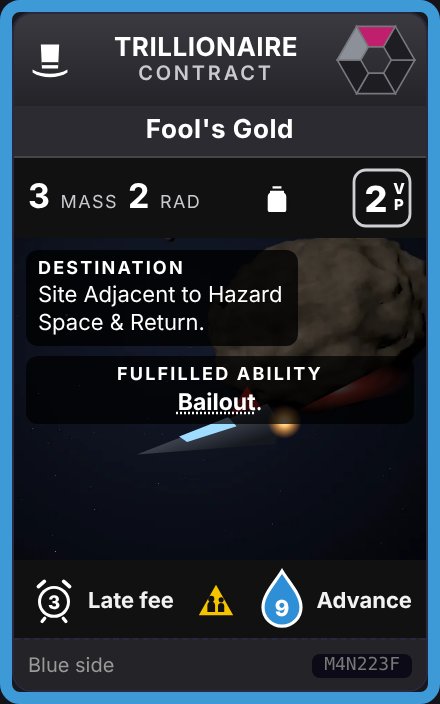 TRILLIONAIRE
CONTRACT
Fool's Gold
3 MASS 2 RAD
2 VP
DESTINATION
Site Adjacent to Hazard
Space & Return.
FULFILLED ABILITY
Bailout.
3 Late fee 9 Advance
Blue side M4N223F